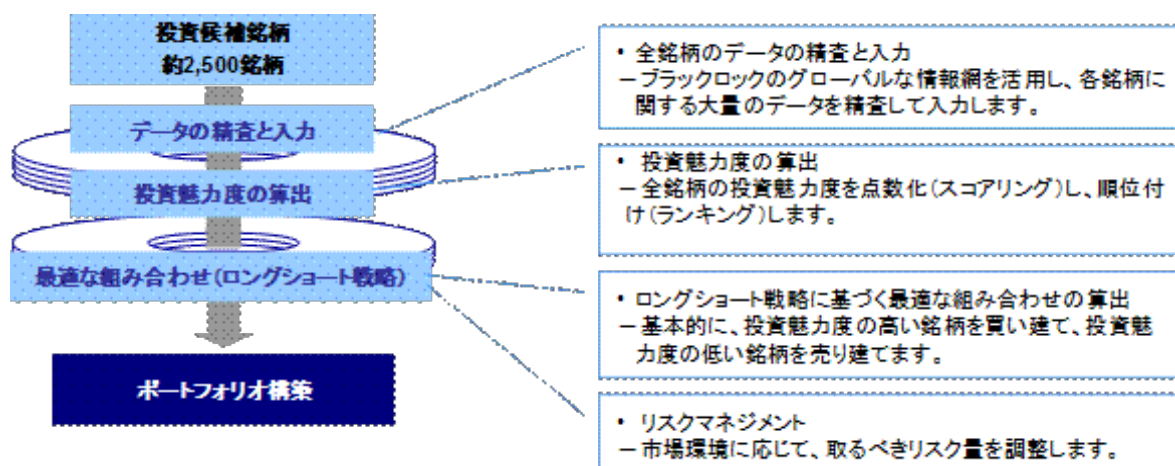 投資候補銘柄
約2,500銘柄
データの精査と入力
投資魅力度の算出
最適な組み合わせ(ロングショート戦略)
ポートフォリオ構築
• 全銘柄のデータの精査と入力
－ブラックロックのグローバルな情報網を活用し、各銘柄に
関する大量のデータを精査して入力します。
• 投資魅力度の算出
－全銘柄の投資魅力度を点数化(スコアリング)し、順位付
け(ランキング)します。
• ロングショート戦略に基づく最適な組み合わせの算出
－基本的に、投資魅力度の高い銘柄を買い建て、投資魅
力度の低い銘柄を売り建てます。
• リスクマネジメント
－市場環境に応じて、取るべきリスク量を調整します。